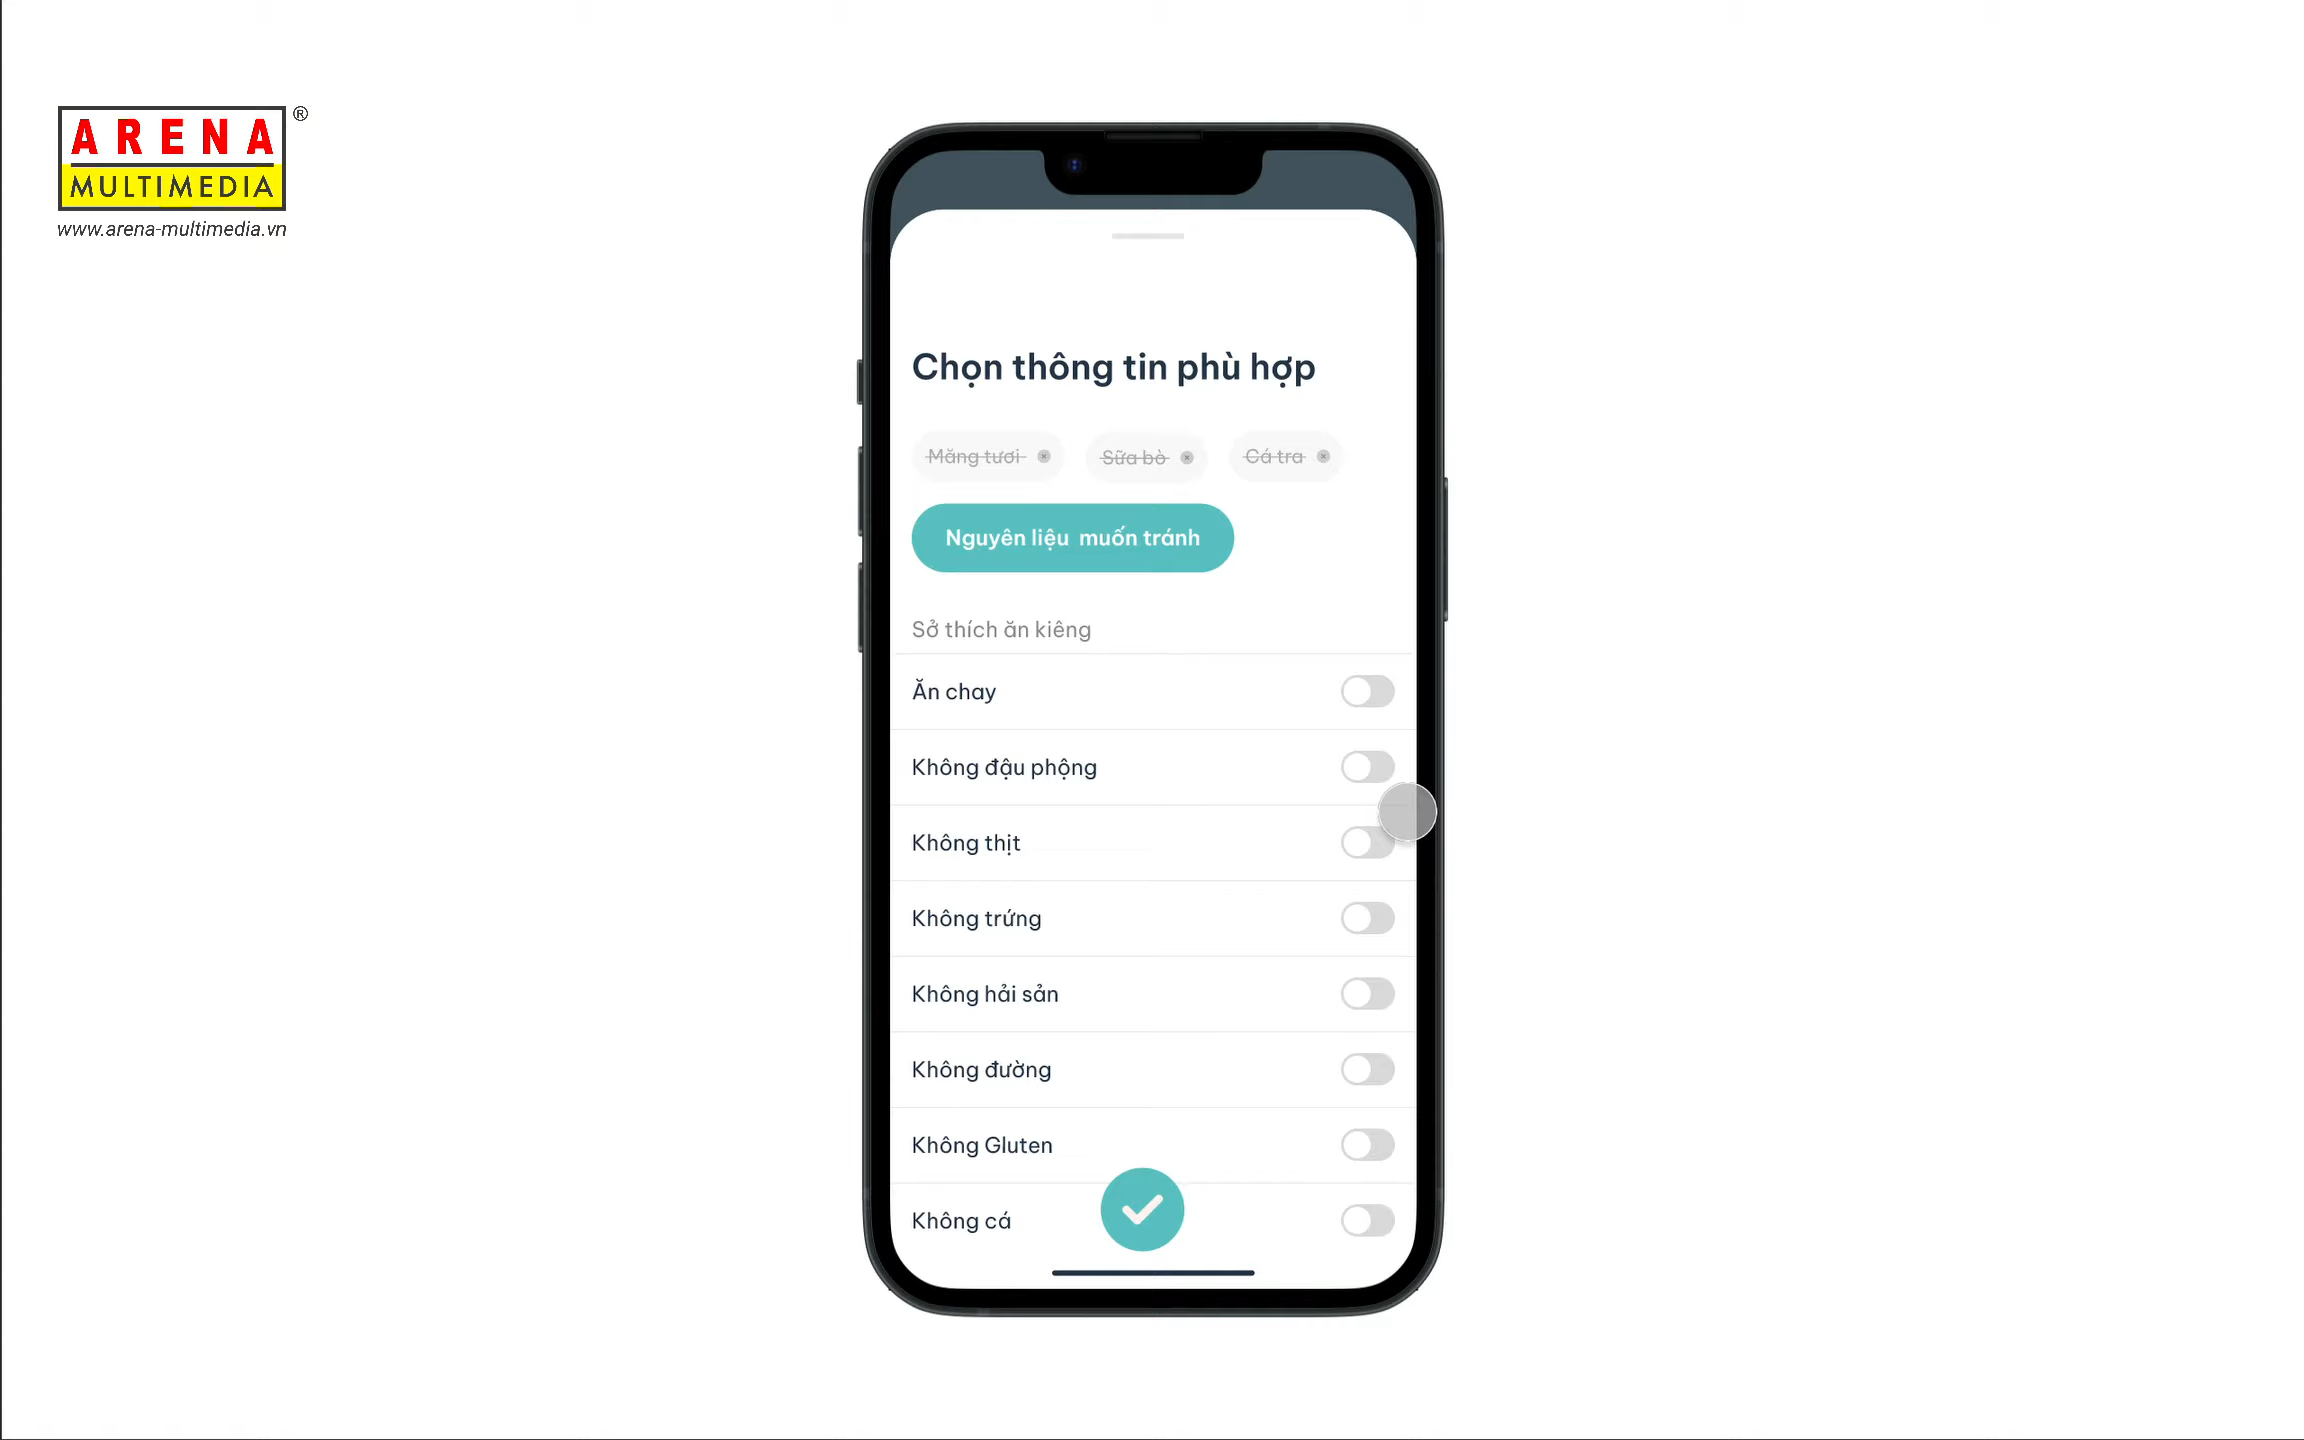 ARENA ®
MULTIMEDIA
www.arena-multimedia.vn
Chọn thông tin phù hợp
Măng tươi
Sữa bò
Cá tra
Nguyên liệu muốn tránh
Sở thích ăn kiêng
Ăn chay
Không đậu phộng
Không thịt
Không trứng
Không hải sản
Không đường
Không Gluten
Không cá